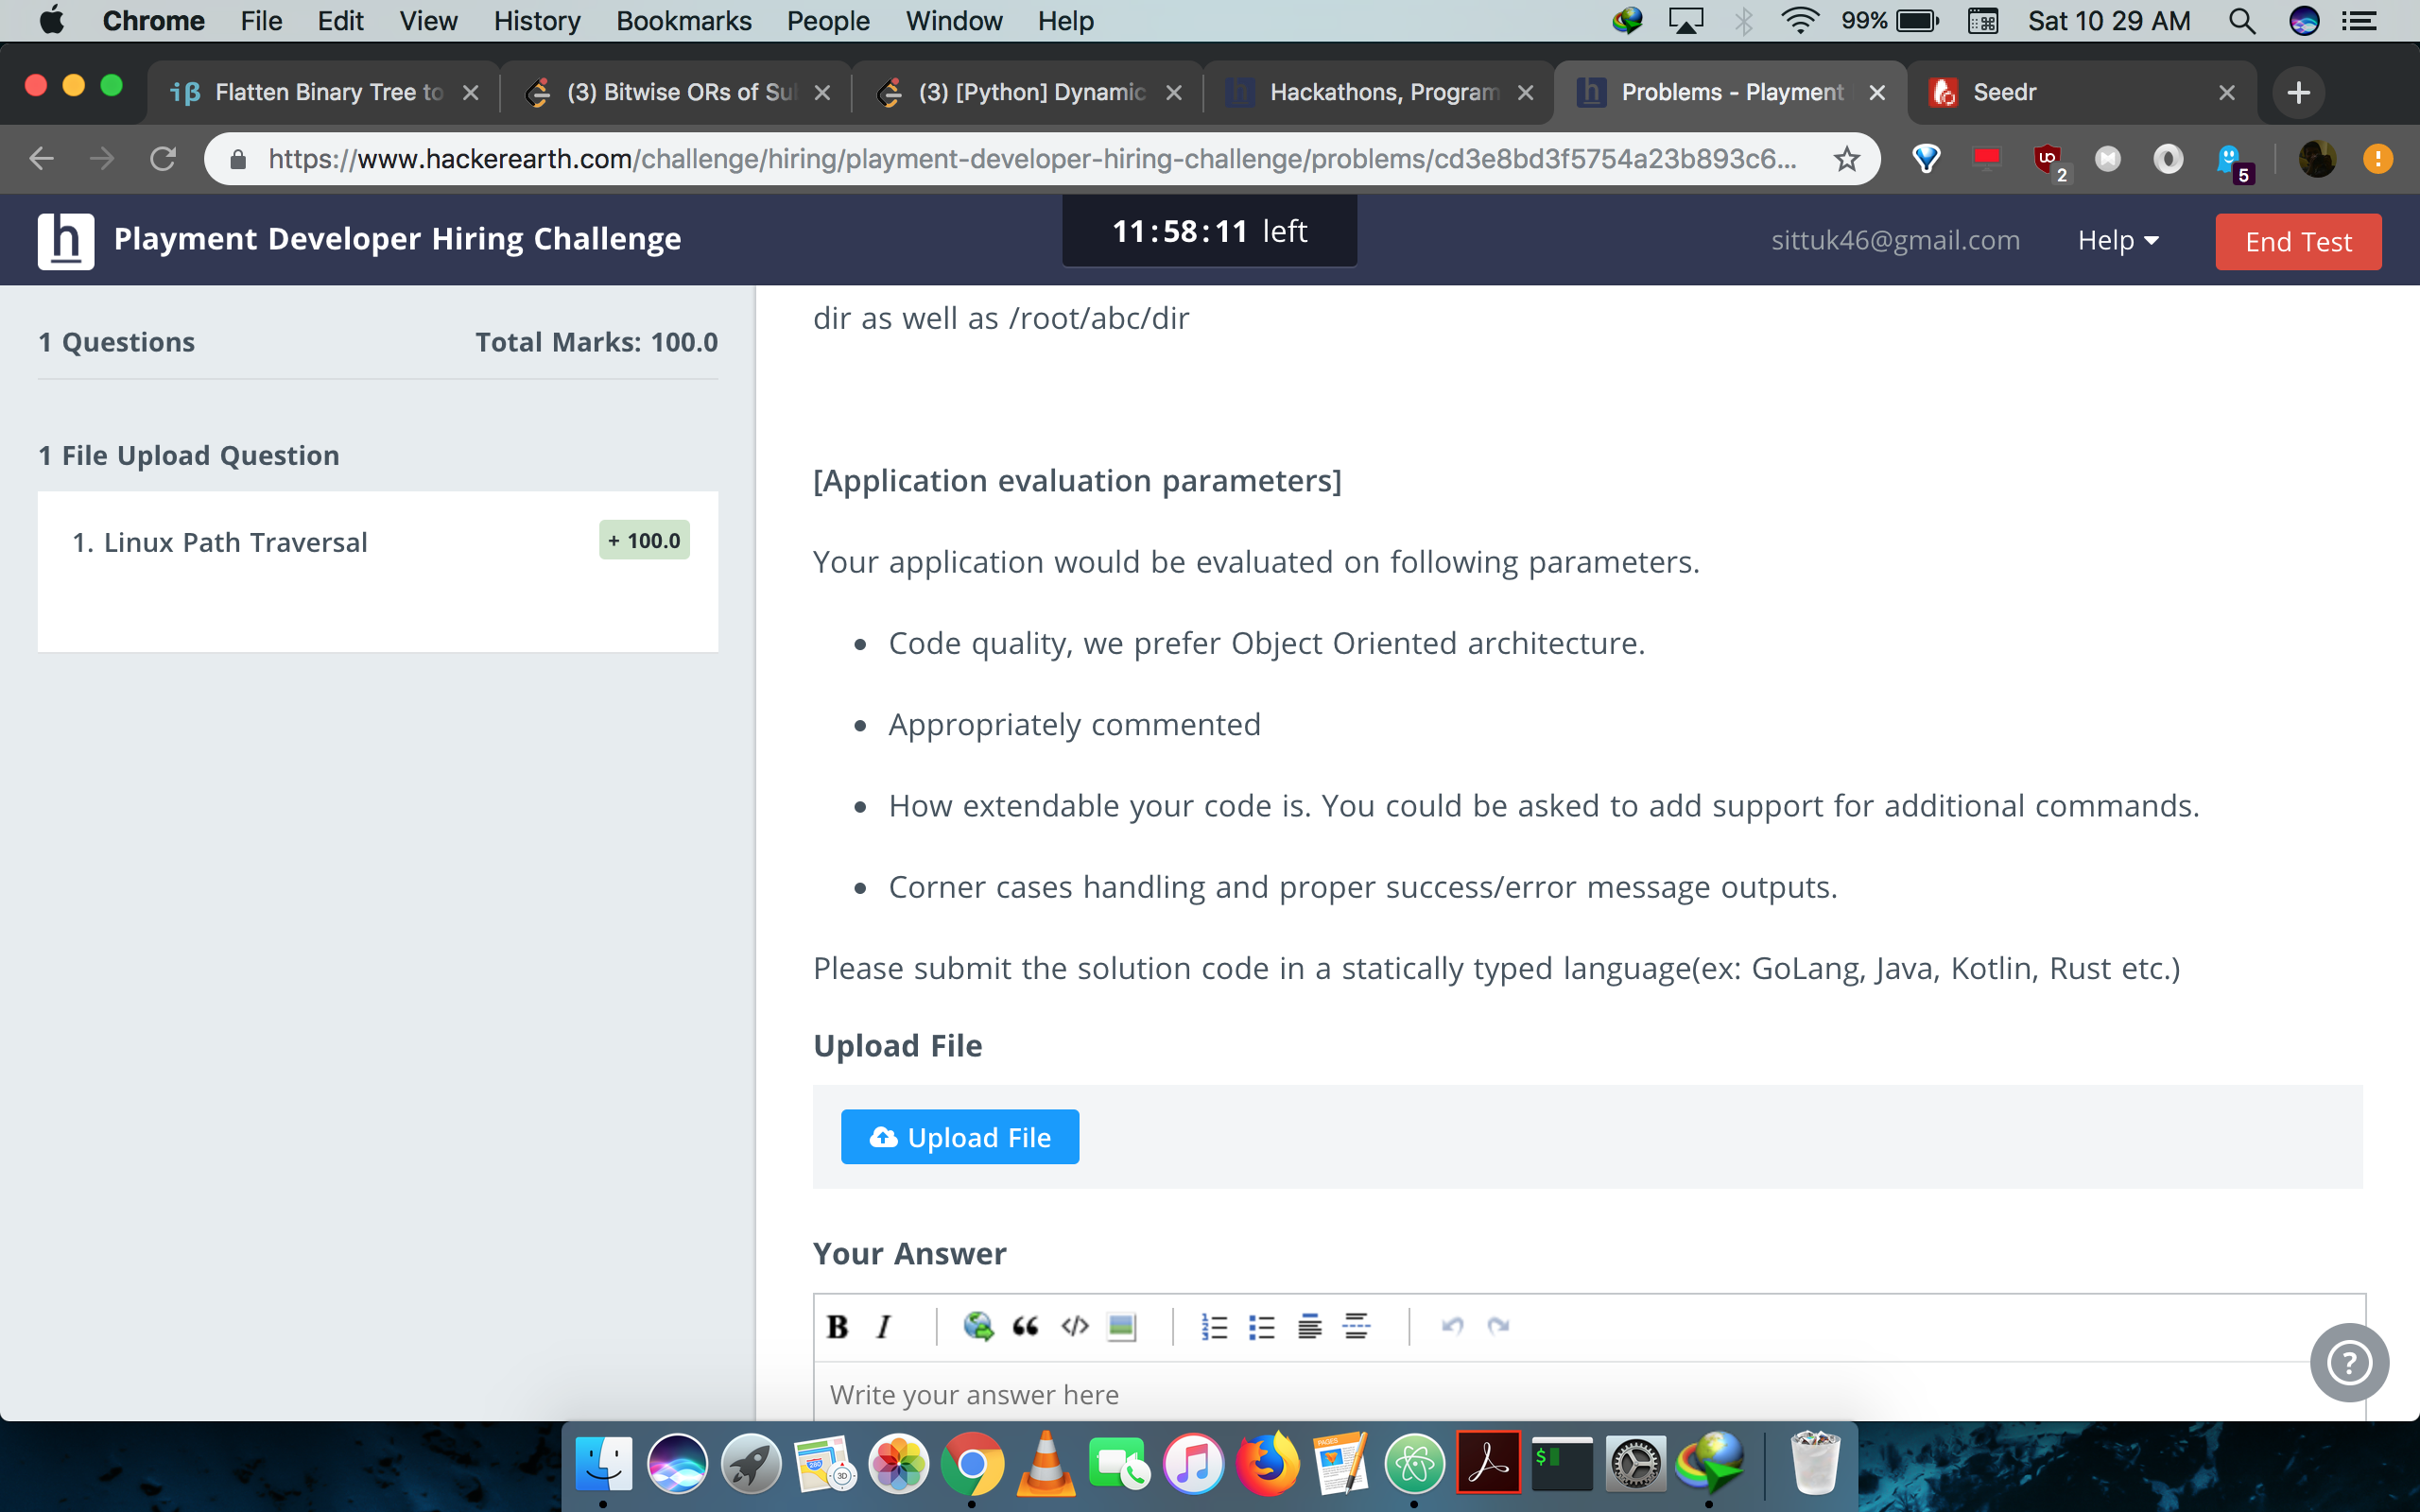 Chrome File Edit View History Bookmarks People Window Help 99% Sat 10 29 AM
iβ Flatten Binary Tree to (3) Bitwise ORs of Su (3) [Python] Dynamic Hackathons, Program Problems - Playment Seedr
https://www.hackerearth.com/challenge/hiring/playment-developer-hiring-challenge/problems/cd3e8bd3f5754a23b893c6... 2 5
h Playment Developer Hiring Challenge 11:58:11 left sittuk46@gmail.com Help End Test
1 Questions Total Marks: 100.0
1 File Upload Question
1. Linux Path Traversal + 100.0
dir as well as /root/abc/dir
[Application evaluation parameters]
Your application would be evaluated on following parameters.
• Code quality, we prefer Object Oriented architecture.
• Appropriately commented
• How extendable your code is. You could be asked to add support for additional commands.
• Corner cases handling and proper success/error message outputs.
Please submit the solution code in a statically typed language(ex: GoLang, Java, Kotlin, Rust etc.)
Upload File
Upload File
Your Answer
B I
Write your answer here
?